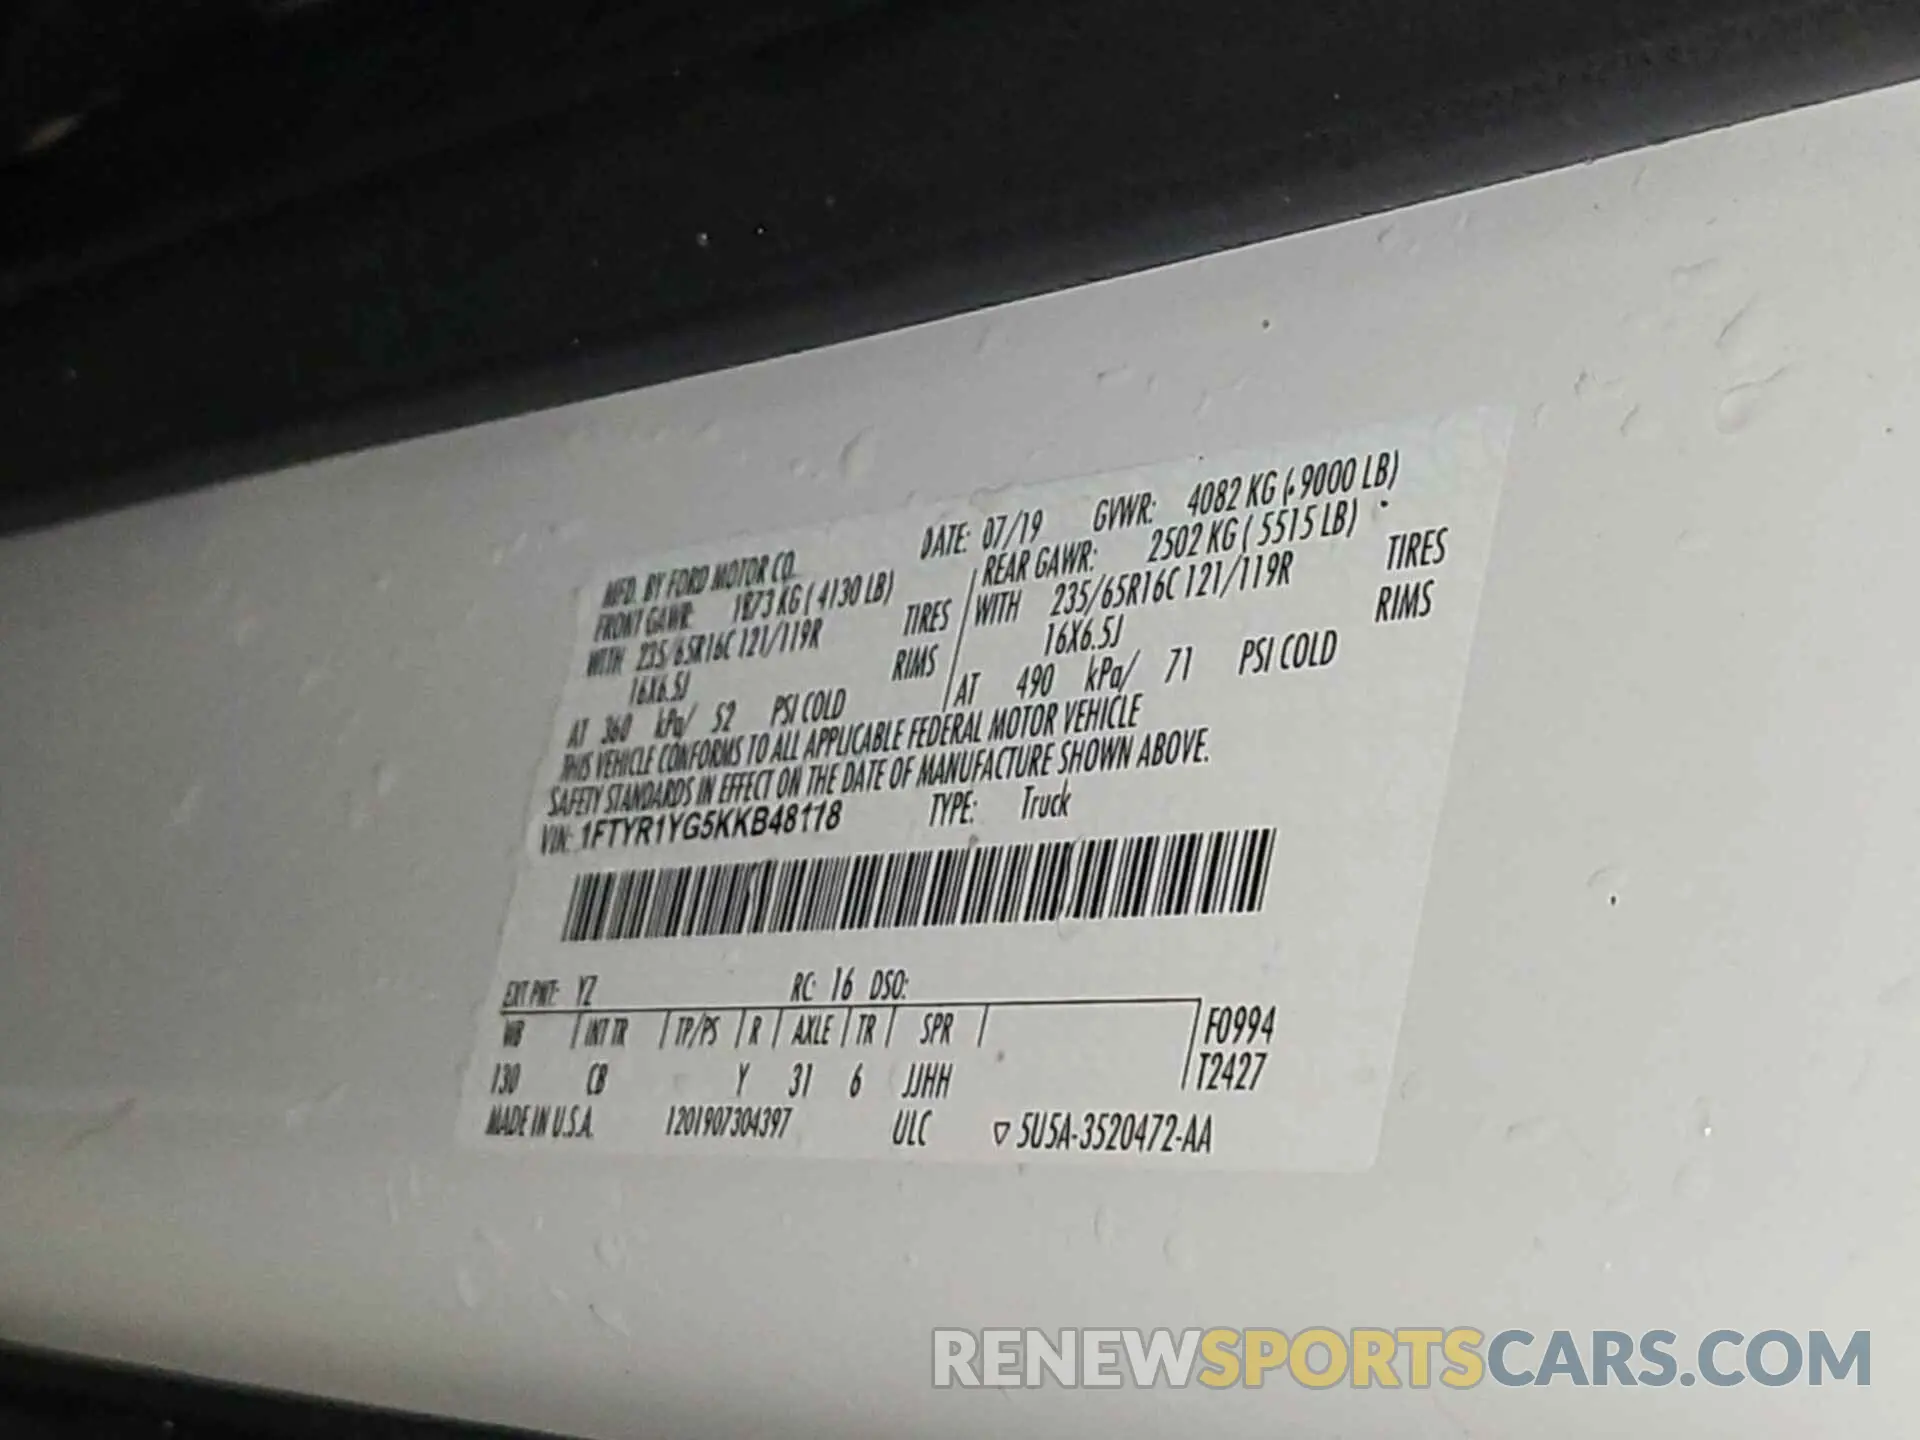 MFD. BY FORD MOTOR CO. DATE: 07/19 GVWR: 4082 KG ( 9000 LB)
FRONT GAWR: 1873 KG ( 4130 LB) REAR GAWR: 2502 KG ( 5515 LB)
WITH 235/65R16C 121/119R TIRES WITH 235/65R16C 121/119R TIRES
16X6.5J RIMS 16X6.5J RIMS
AT 360 kPa/ 52 PSI COLD AT 490 kPa/ 71 PSI COLD
THIS VEHICLE CONFORMS TO ALL APPLICABLE FEDERAL MOTOR VEHICLE
SAFETY STANDARDS IN EFFECT ON THE DATE OF MANUFACTURE SHOWN ABOVE.
VIN: 1FTYR1YG5KKB48118 TYPE: Truck
EXT PNT: YZ RC: 16 DSO:
WB INT TR TP/PS R AXLE TR SPR F0994
130 CB Y 31 6 JJHH T2427
MADE IN U.S.A. 1201907304397 ULC ▽ 5U5A-3520472-AA
RENEWSPORTSCARS.COM